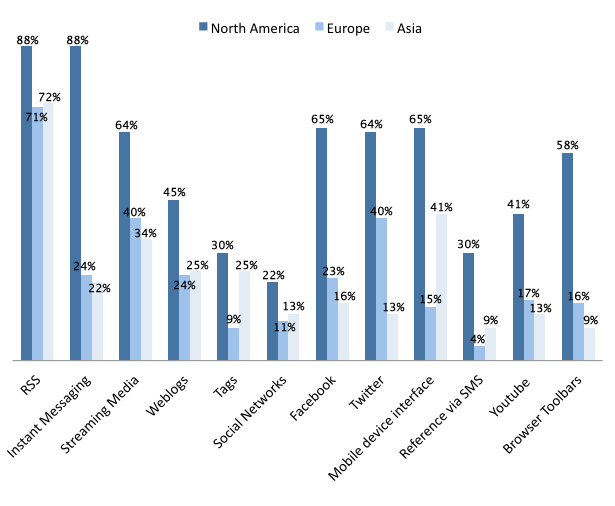 North America Europe Asia
88% 71% 72%
88% 24% 22%
64% 40% 34%
45% 24% 25%
30% 9% 25%
22% 11% 13%
65% 23% 16%
64% 40% 13%
65% 15% 41%
30% 4% 9%
41% 17% 13%
58% 16% 9%
RSS
Instant Messaging
Streaming Media
Weblogs
Tags
Social Networks
Facebook
Twitter
Mobile device interface
Reference via SMS
Youtube
Browser Toolbars